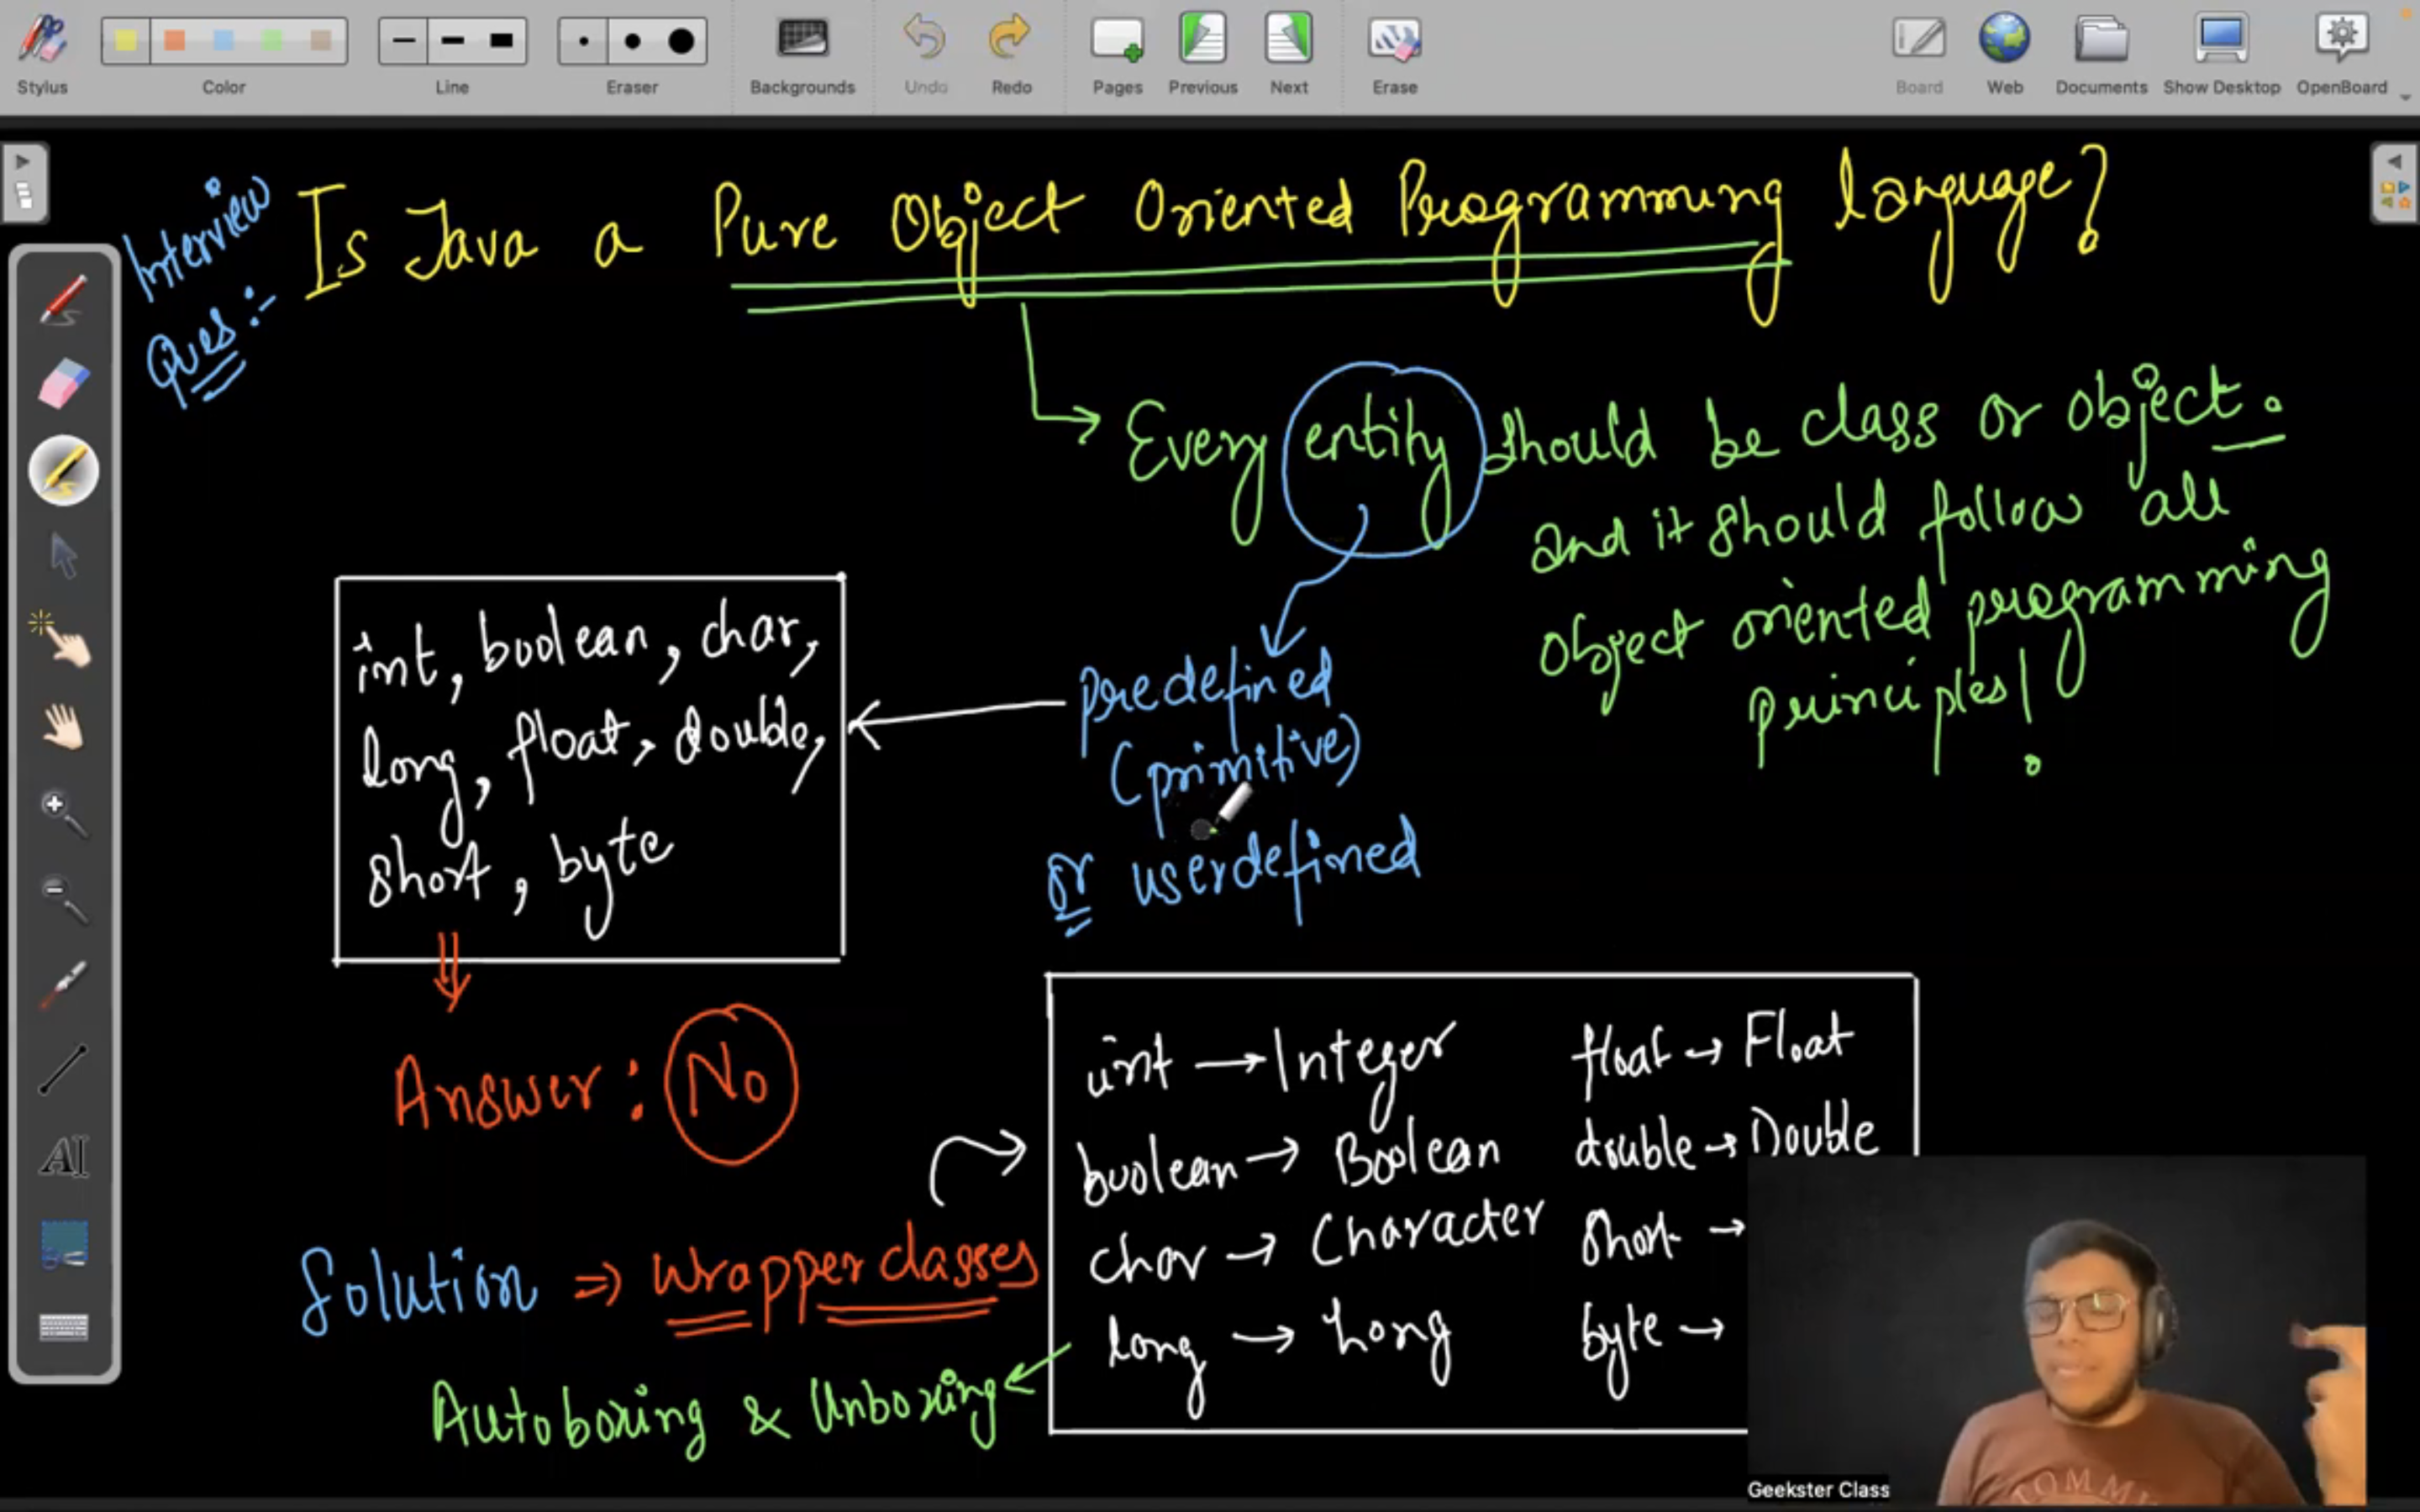 Stylus
Color
Line
Eraser
Backgrounds
Undo
Redo
Pages
Previous
Next
Erase
Board
Web
Documents
Show Desktop
OpenBoard
Interview
Ques:-
Is Java a Pure Object Oriented Programming language?
Every entity should be class or object.
and it should follow all
object oriented programming
principles!
int, boolean, char,
long, float, double,
short, byte
predefined
(primitive)
or userdefined
Answer: No
int → Integer
float → Float
boolean → Boolean
double → Double
char → Character
short →
long → Long
byte →
Solution ⇒ Wrapper classes
Autoboxing & Unboxing
AI
TOMMY
Geekster Class